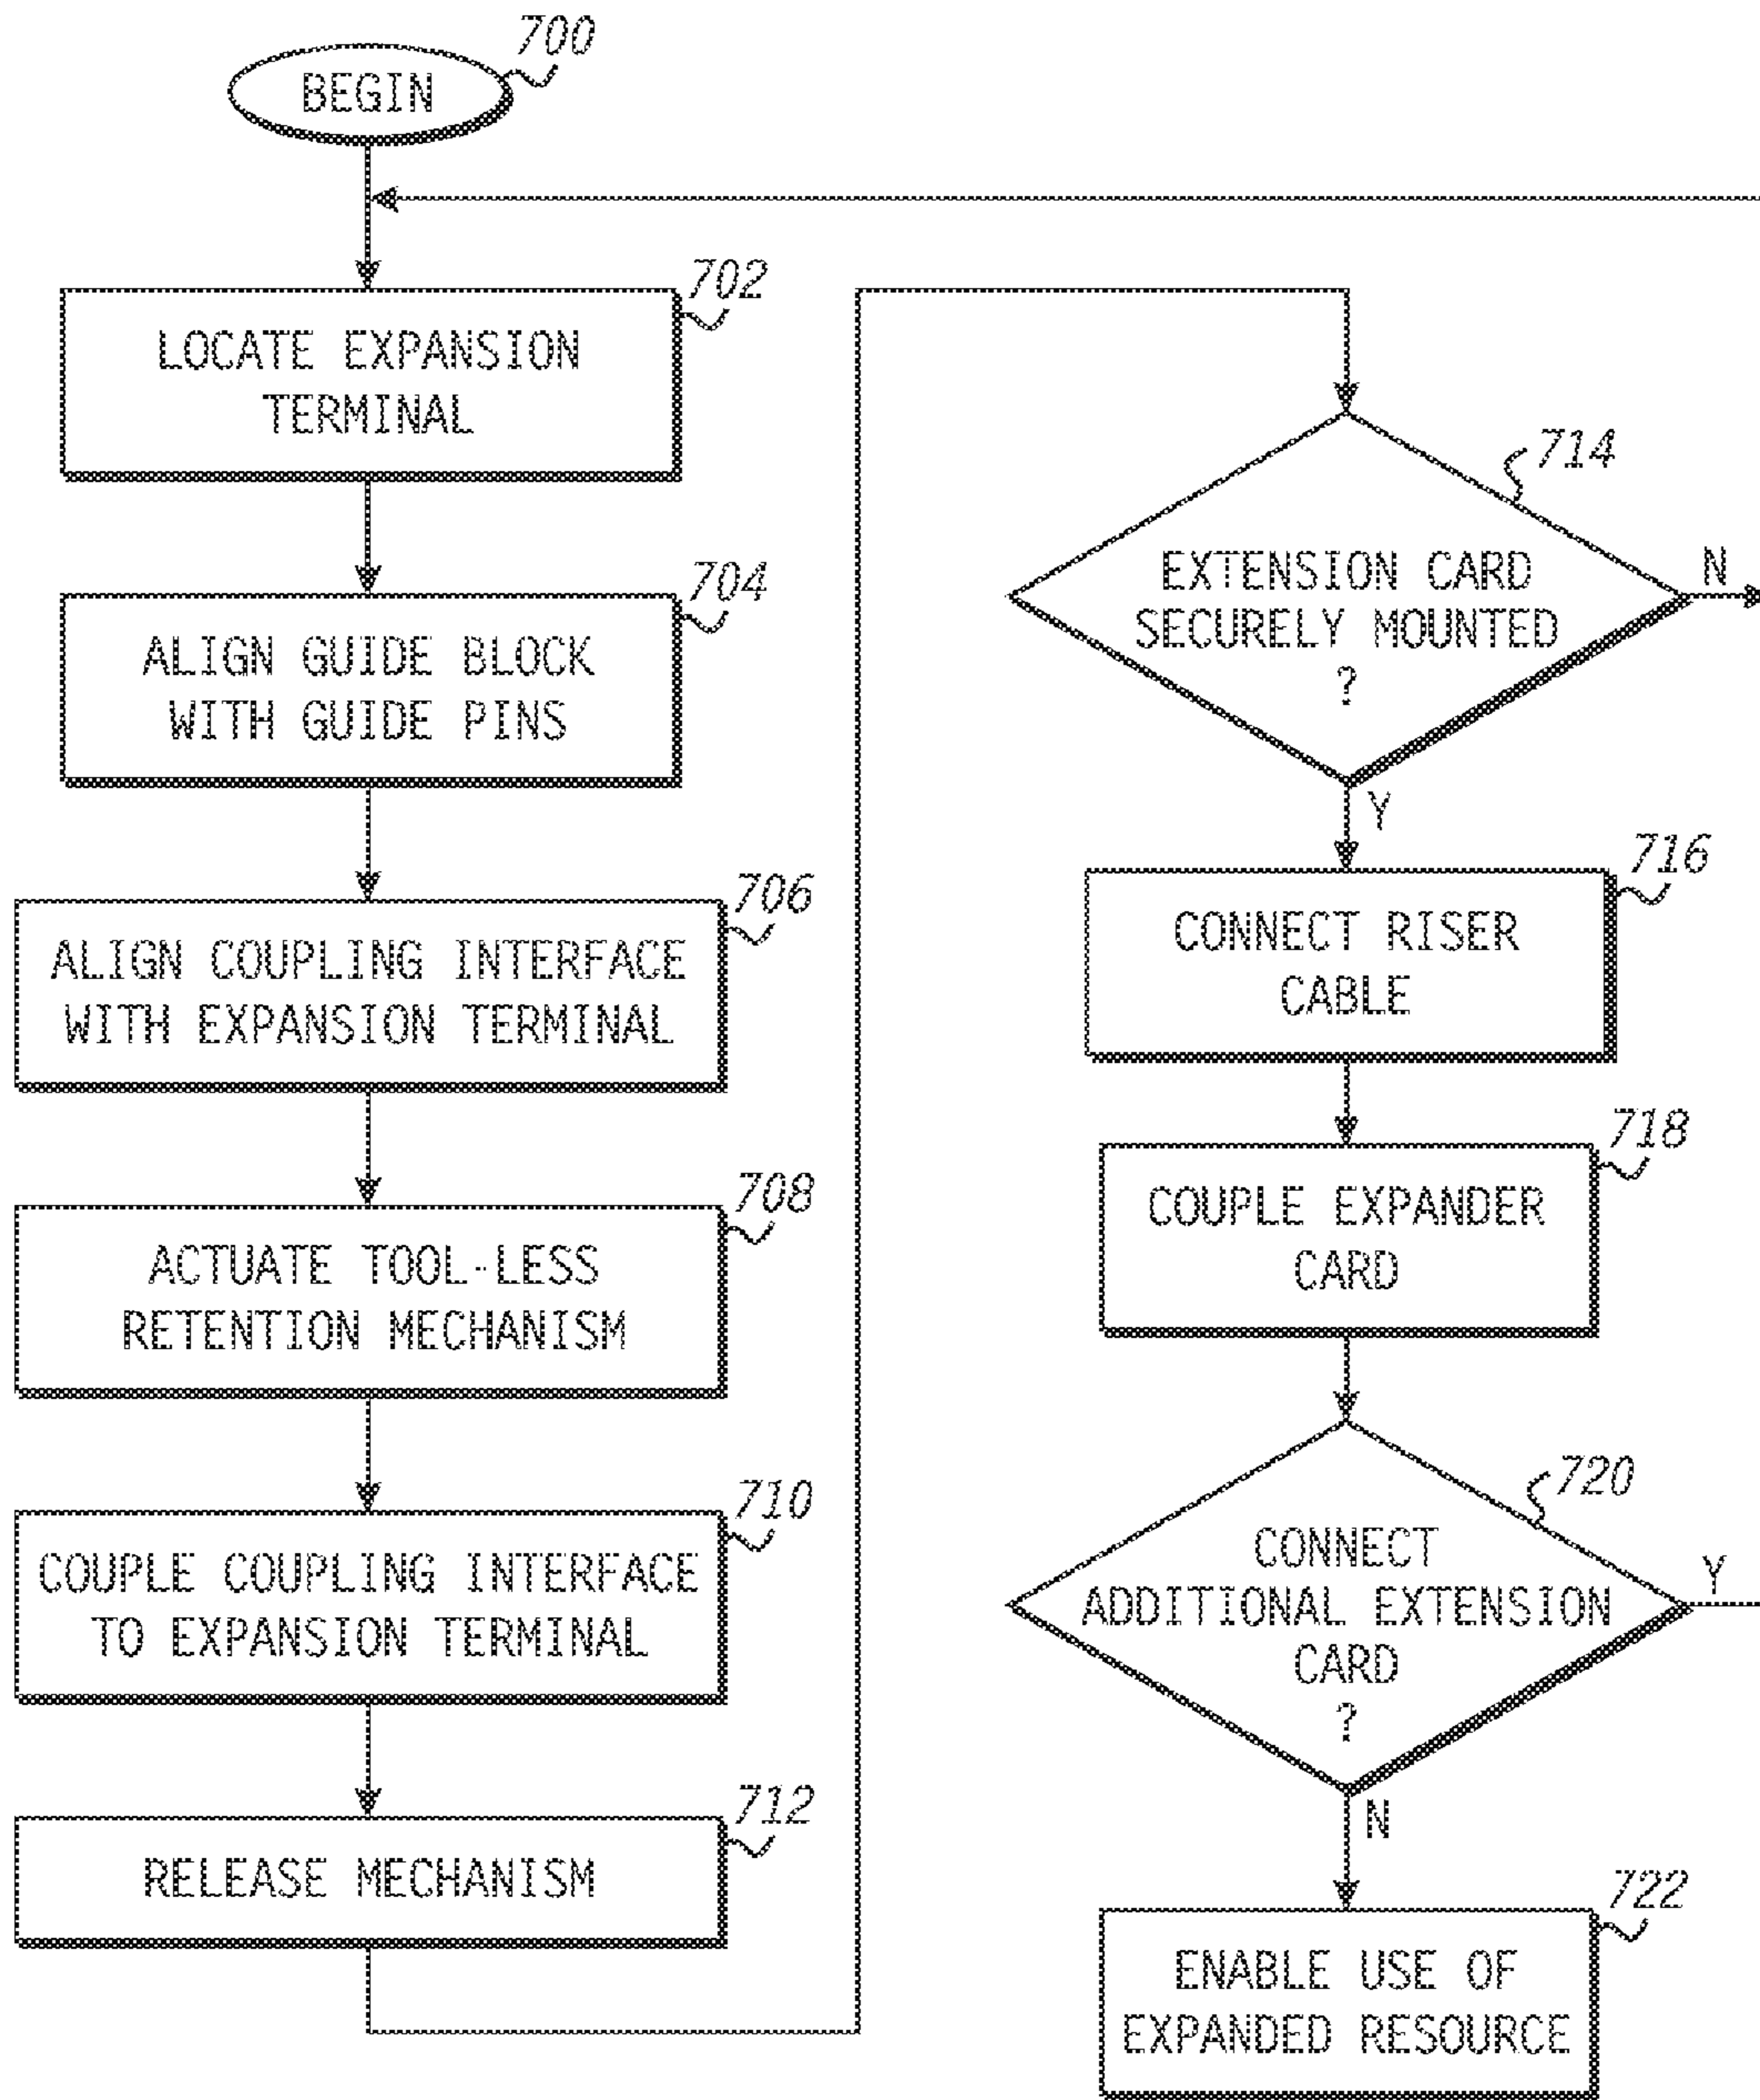 700
BEGIN
702
LOCATE EXPANSION
TERMINAL
704
ALIGN GUIDE BLOCK
WITH GUIDE PINS
706
ALIGN COUPLING INTERFACE
WITH EXPANSION TERMINAL
708
ACTUATE TOOL-LESS
RETENTION MECHANISM
710
COUPLE COUPLING INTERFACE
TO EXPANSION TERMINAL
712
RELEASE MECHANISM
714
EXTENSION CARD
SECURELY MOUNTED
?
N
Y
716
CONNECT RISER
CABLE
718
COUPLE EXPANDER
CARD
720
CONNECT
ADDITIONAL EXTENSION
CARD
?
Y
N
722
ENABLE USE OF
EXPANDED RESOURCE